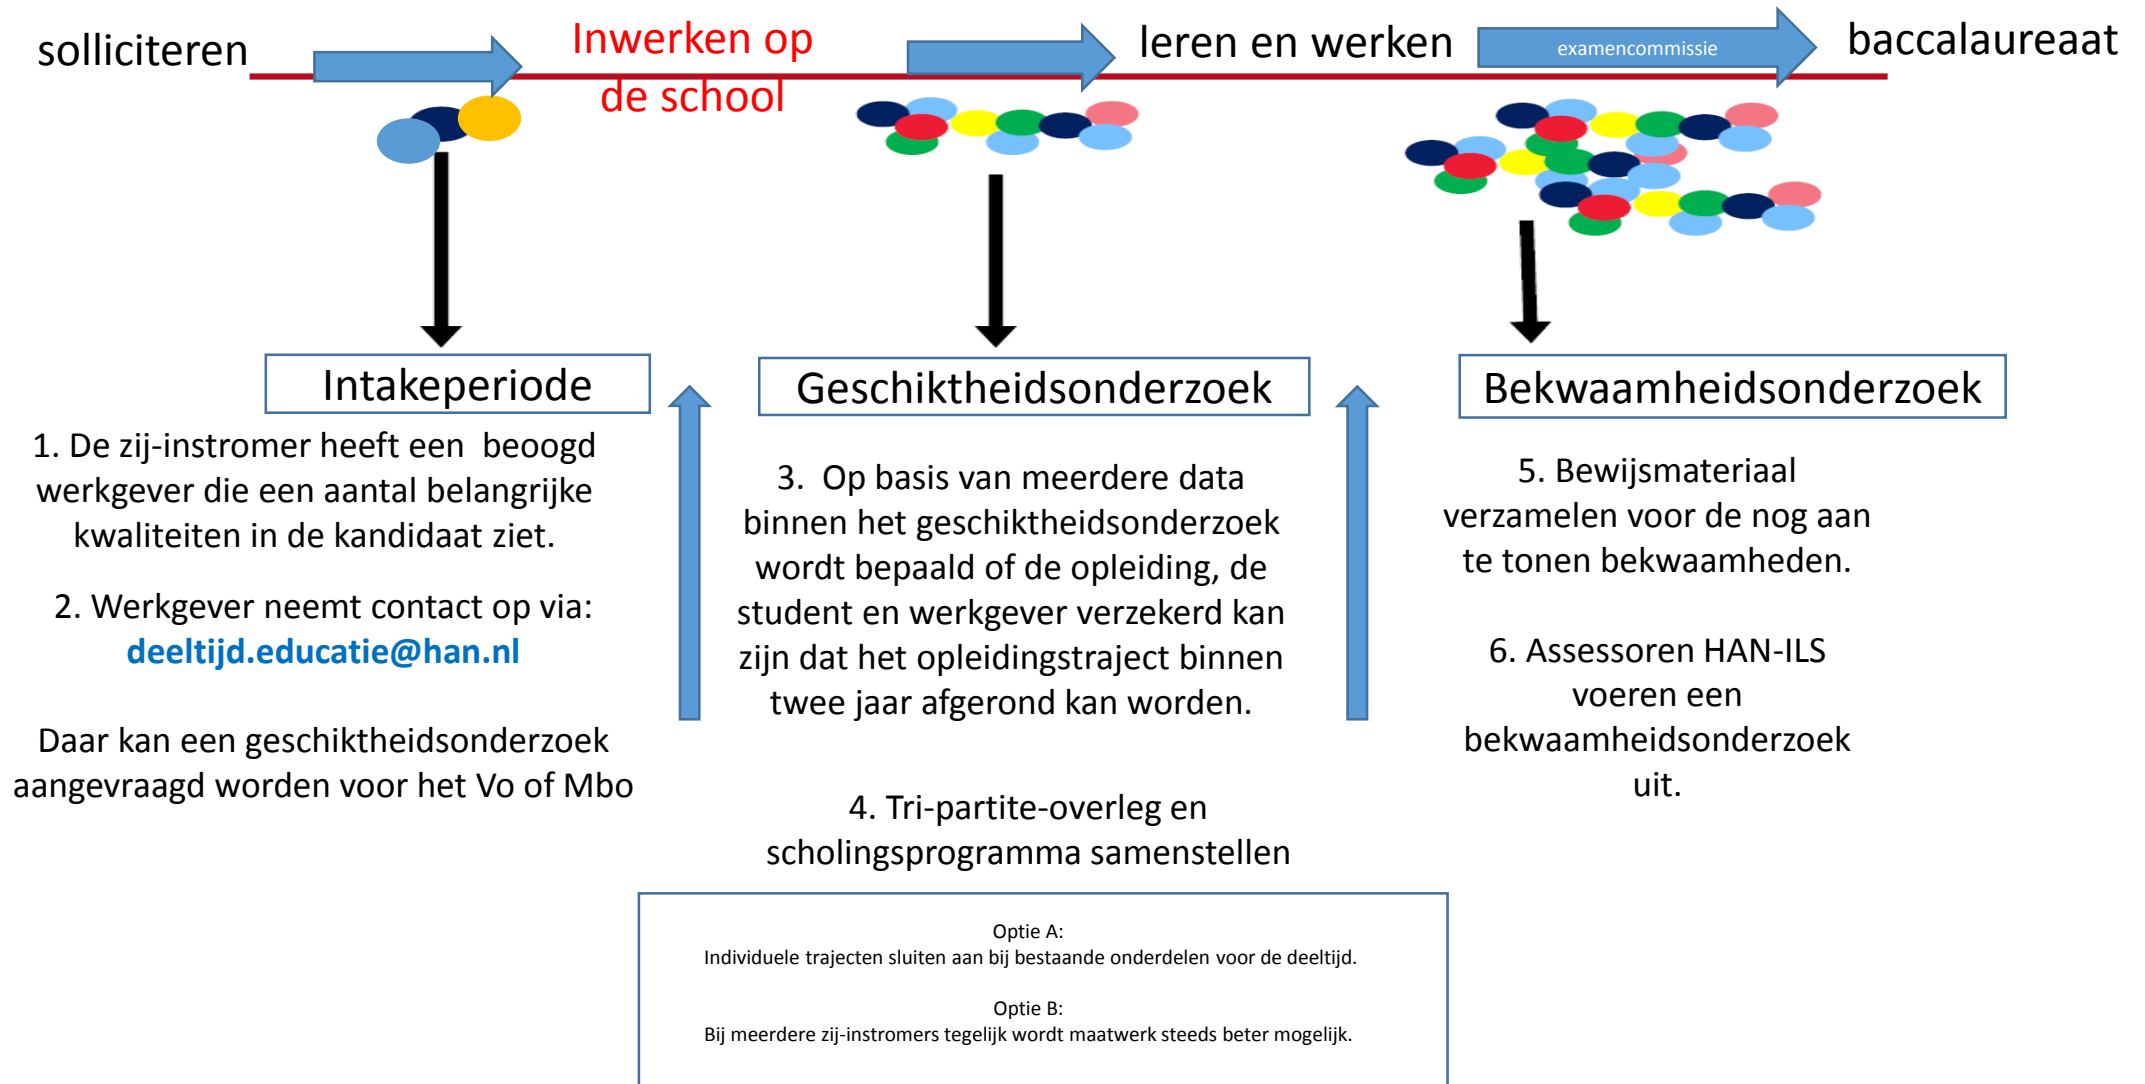 solliciteren
Inwerken op
de school
leren en werken
examencommissie
baccalaureaat
Intakeperiode
1. De zij-instromer heeft een beoogd
werkgever die een aantal belangrijke
kwaliteiten in de kandidaat ziet.
2. Werkgever neemt contact op via:
deeltijd.educatie@han.nl
Daar kan een geschiktheidsonderzoek
aangevraagd worden voor het Vo of Mbo
Geschiktheidsonderzoek
3. Op basis van meerdere data
binnen het geschiktheidsonderzoek
wordt bepaald of de opleiding, de
student en werkgever verzekerd kan
zijn dat het opleidingstraject binnen
twee jaar afgerond kan worden.
4. Tri-partite-overleg en
scholingsprogramma samenstellen
Optie A:
Individuele trajecten sluiten aan bij bestaande onderdelen voor de deeltijd.
Optie B:
Bij meerdere zij-instromers tegelijk wordt maatwerk steeds beter mogelijk.
Bekwaamheidsonderzoek
5. Bewijsmateriaal
verzamelen voor de nog aan
te tonen bekwaamheden.
6. Assessoren HAN-ILS
voeren een
bekwaamheidsonderzoek
uit.